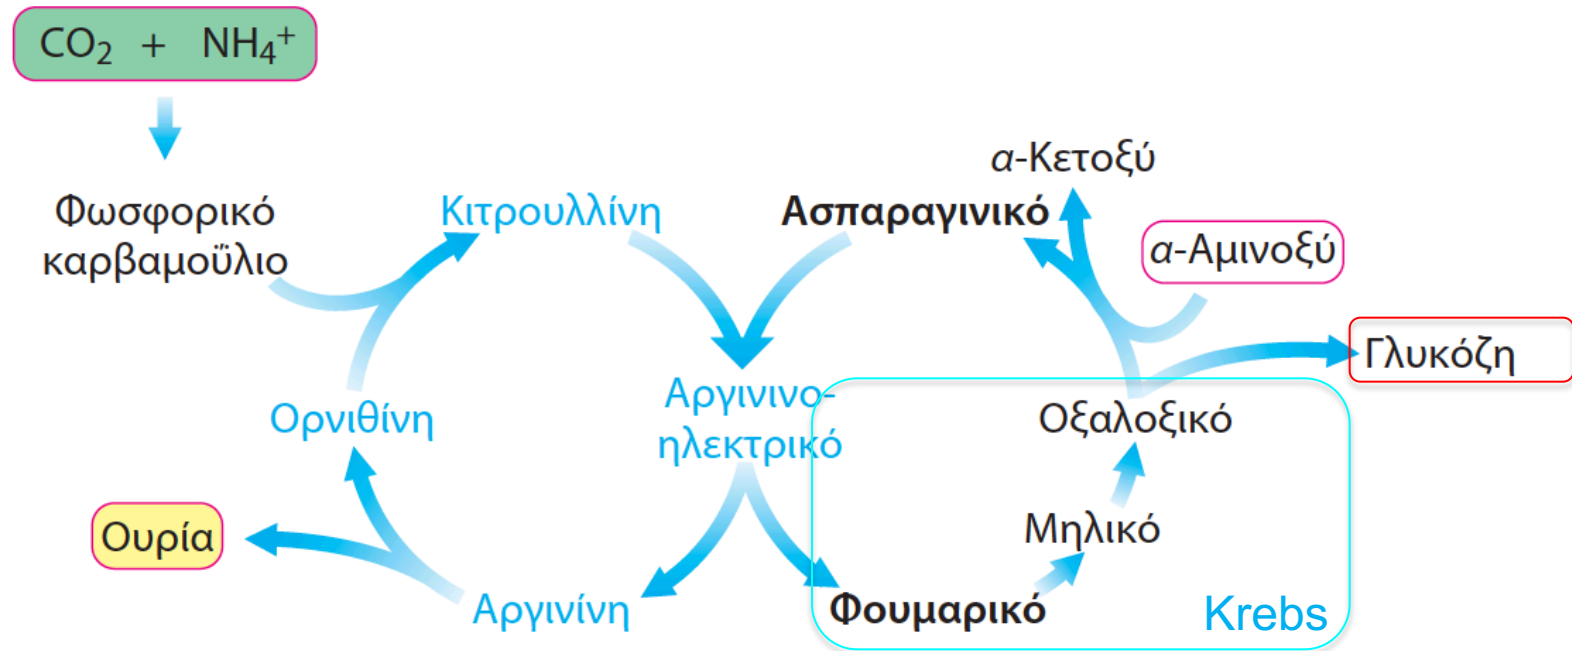 CO₂ + NH₄⁺
Φωσφορικό
καρβαμοΰλιο
Κιτρουλλίνη
Ασπαραγινικό
α-Κετοξύ
α-Αμινοξύ
Γλυκόζη
Ορνιθίνη
Αργινινο-
ηλεκτρικό
Οξαλοξικό
Ουρία
Μηλικό
Αργινίνη
Φουμαρικό
Krebs